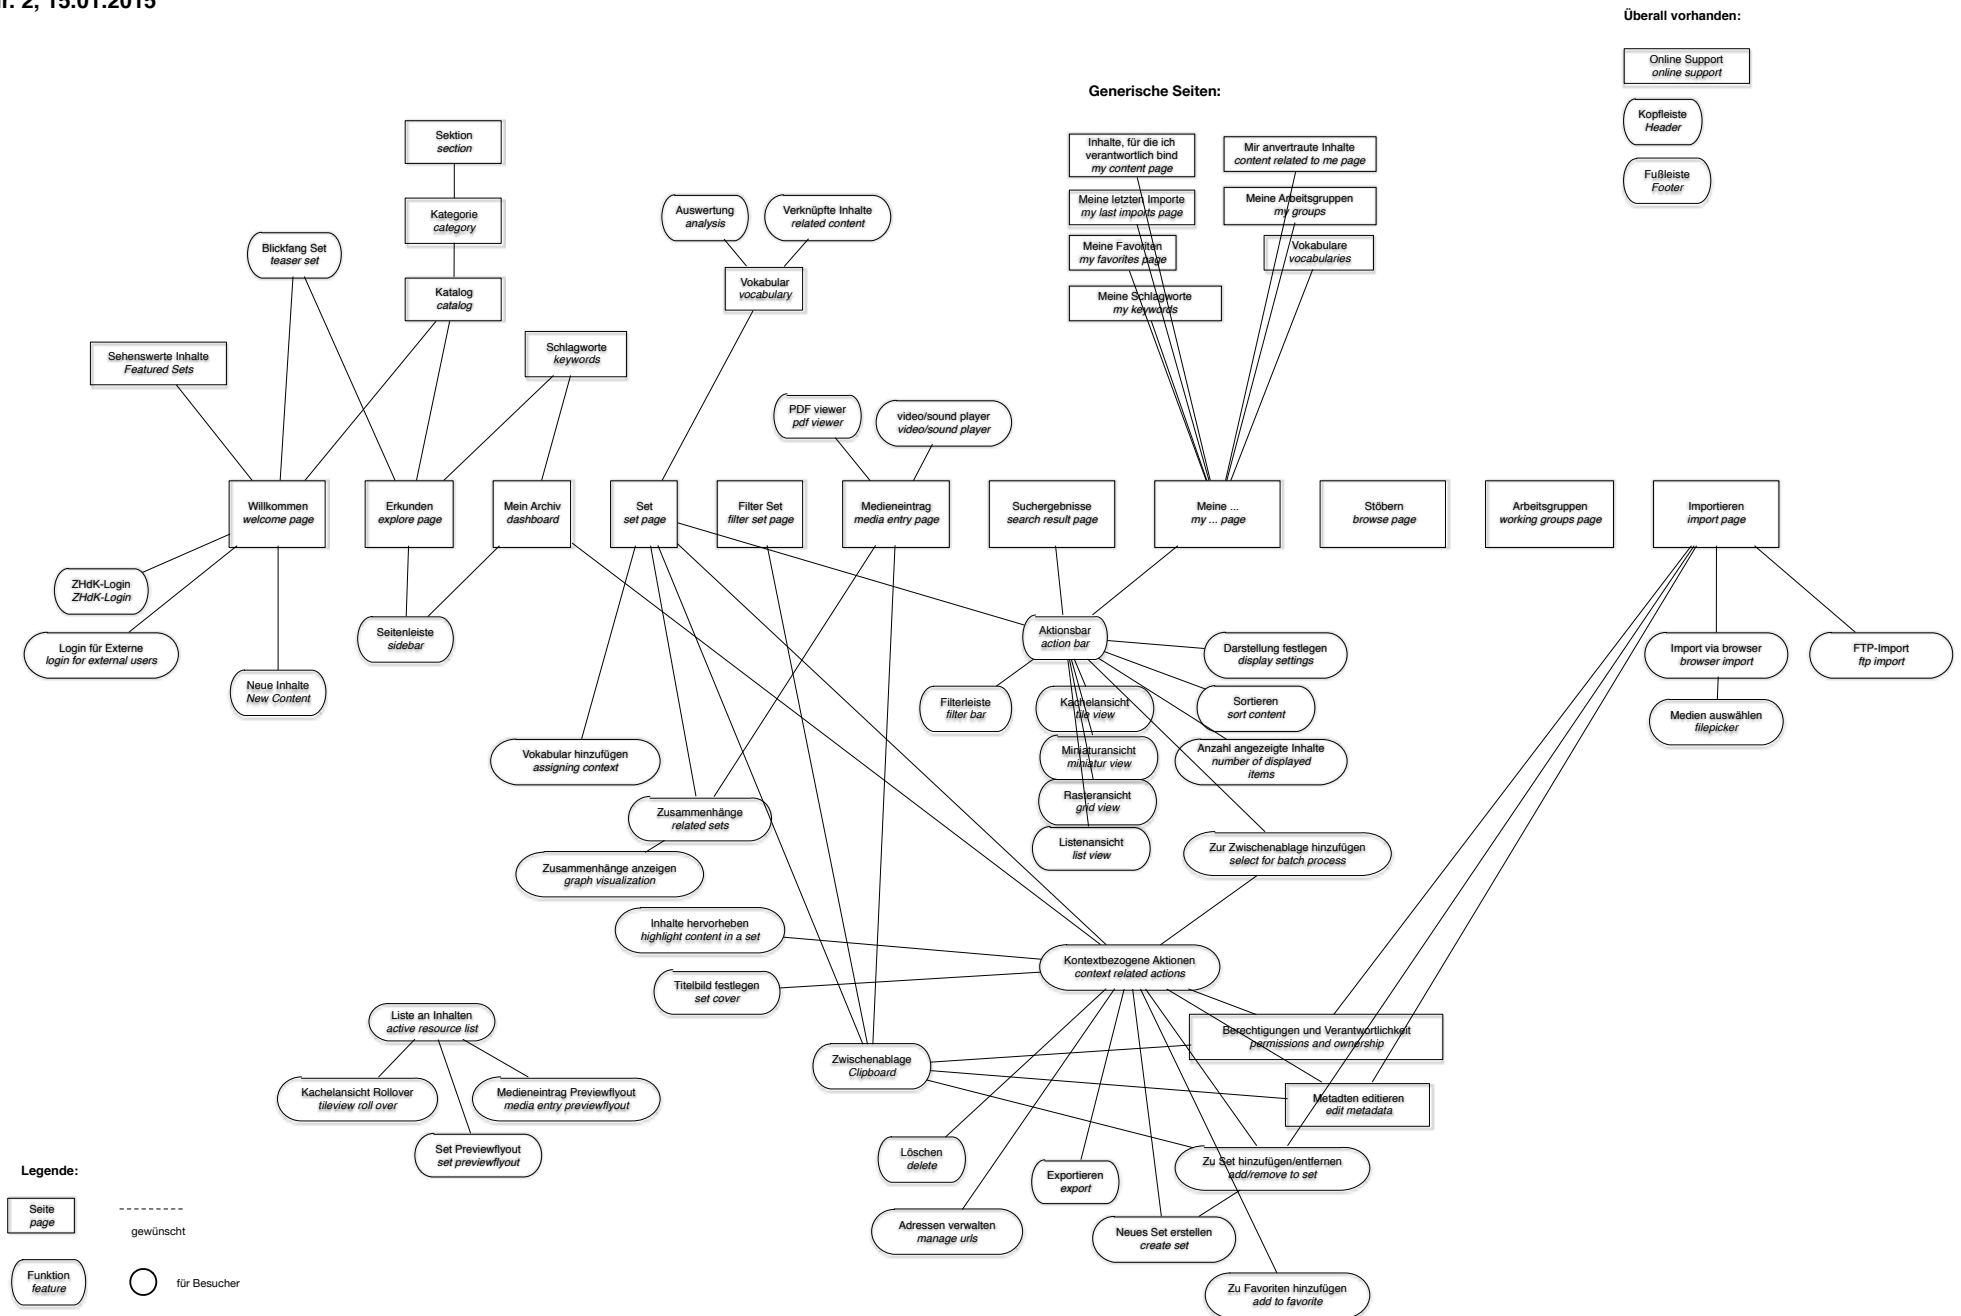 Nr. 2, 15.01.2015
Überall vorhanden:
Online Support
online support
Kopfleiste
Header
Fußleiste
Footer
Generische Seiten:
Inhalte, für die ich
verantwortlich bind
my content page
Mir anvertraute Inhalte
content related to me page
Meine letzten Importe
my last imports page
Meine Arbeitsgruppen
my groups
Meine Favoriten
my favorites page
Vokabulare
vocabularies
Meine Schlagworte
my keywords
Sektion
section
Kategorie
category
Katalog
catalog
Blickfang Set
teaser set
Auswertung
analysis
Verknüpfte Inhalte
related content
Vokabular
vocabulary
Sehenswerte Inhalte
Featured Sets
Schlagworte
keywords
PDF viewer
pdf viewer
video/sound player
video/sound player
Willkommen
welcome page
Erkunden
explore page
Mein Archiv
dashboard
Set
set page
Filter Set
filter set page
Medieneintrag
media entry page
Suchergebnisse
search result page
Meine ...
my ... page
Stöbern
browse page
Arbeitsgruppen
working groups page
Importieren
import page
ZHdK-Login
ZHdK-Login
Login für Externe
login for external users
Neue Inhalte
New Content
Seitenleiste
sidebar
Aktionsbar
action bar
Darstellung festlegen
display settings
Import via browser
browser import
FTP-Import
ftp import
Filterleiste
filter bar
Kachelansicht
tile view
Sortieren
sort content
Medien auswählen
filepicker
Vokabular hinzufügen
assigning context
Miniaturansicht
miniatur view
Anzahl angezeigte Inhalte
number of displayed
items
Zusammenhänge
related sets
Rasteransicht
grid view
Listenansicht
list view
Zur Zwischenablage hinzufügen
select for batch process
Zusammenhänge anzeigen
graph visualization
Inhalte hervorheben
highlight content in a set
Kontextbezogene Aktionen
context related actions
Titelbild festlegen
set cover
Liste an Inhalten
active resource list
Berechtigungen und Verantwortlichkeit
permissions and ownership
Zwischenablage
Clipboard
Kachelansicht Rollover
tileview roll over
Medieneintrag Previewflyout
media entry previewflyout
Metadten editieren
edit metadata
Set Previewflyout
set previewflyout
Löschen
delete
Exportieren
export
Zu Set hinzufügen/entfernen
add/remove to set
Adressen verwalten
manage urls
Neues Set erstellen
create set
Zu Favoriten hinzufügen
add to favorite
Legende:
Seite
page
gewünscht
Funktion
feature
für Besucher